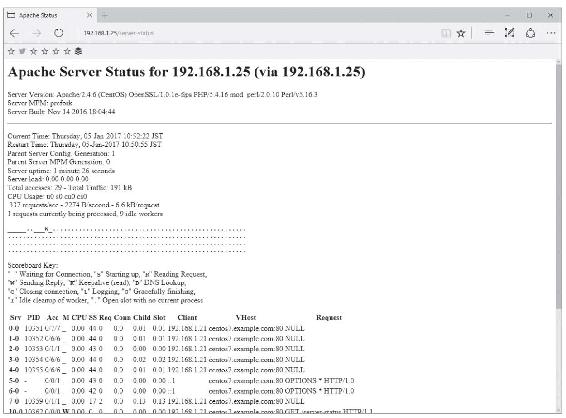 Apache Status
192.168.1.25/server-status
Apache Server Status for 192.168.1.25 (via 192.168.1.25)
Server Version: Apache/2.4.6 (CentOS) OpenSSL/1.0.1e-fips PHP/5.4.16 mod_perl/2.0.10 Perl/v5.16.3
Server MPM: prefork
Server Built: Nov 14 2016 18:04:44
Current Time: Thursday, 05-Jan-2017 10:52:22 JST
Restart Time: Thursday, 05-Jan-2017 10:50:55 JST
Parent Server Config. Generation: 1
Parent Server MPM Generation: 0
Server uptime: 1 minute 26 seconds
Server load: 0.00 0.00 0.00
Total accesses: 29 - Total Traffic: 191 kB
CPU Usage: u0 s0 cu0 cs0
.337 requests/sec - 2274 B/second - 6.6 kB/request
1 requests currently being processed, 9 idle workers
Scoreboard Key:
"_" Waiting for Connection, "S" Starting up, "R" Reading Request,
"W" Sending Reply, "K" Keepalive (read), "D" DNS Lookup,
"C" Closing connection, "L" Logging, "G" Gracefully finishing,
"I" Idle cleanup of worker, "." Open slot with no current process
Srv PID Acc M CPU SS Req Conn Child Slot Client VHost Request
0-0 10351 0/7/7 _ 0.00 44 0 0.0 0.01 0.01 192.168.1.21 centos7.example.com:80 NULL
1-0 10352 0/6/6 _ 0.00 44 0 0.0 0.01 0.01 192.168.1.21 centos7.example.com:80 NULL
2-0 10353 0/1/1 _ 0.00 43 0 0.0 0.00 0.00 192.168.1.21 centos7.example.com:80 NULL
3-0 10354 0/6/6 _ 0.00 44 0 0.0 0.02 0.02 192.168.1.21 centos7.example.com:80 NULL
4-0 10355 0/6/6 _ 0.00 44 0 0.0 0.01 0.01 192.168.1.21 centos7.example.com:80 NULL
5-0 - 0/0/1 . 0.00 43 0 0.0 0.00 0.00 ::1 centos7.example.com:80 OPTIONS * HTTP/1.0
6-0 - 0/0/1 . 0.00 42 0 0.0 0.00 0.00 ::1 centos7.example.com:80 OPTIONS * HTTP/1.0
7-0 10359 0/1/1 _ 0.00 17 2 0.0 0.13 0.13 192.168.1.21 centos7.example.com:80 NULL
10-0 10362 0/0/0 W 0.00 0 0 0.0 0.00 0.00 192.168.1.21 centos7.example.com:80 GET /server-status HTTP/1.1